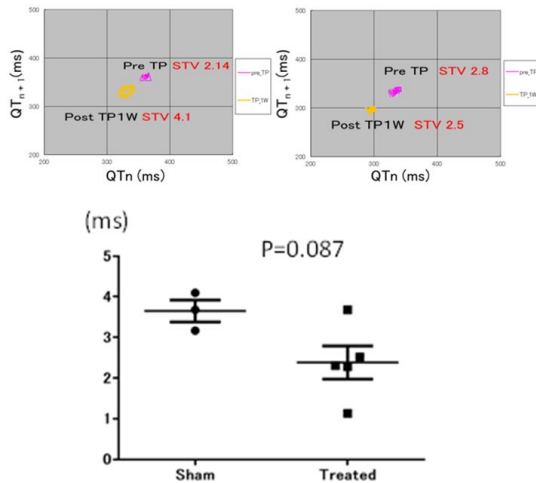 500
400
300
200
200 300 400 500
QTn + 1 (ms)
QTn (ms)
Pre TP STV 2.14
Post TP1W STV 4.1
pre_TP
TP_1W
500
400
300
200
200 300 400 500
QTn + 1 (ms)
QTn (ms)
Pre TP STV 2.8
Post TP1W STV 2.5
pre_TP
TP_1W
(ms)
P=0.087
5
4
3
2
1
0
Sham Treated